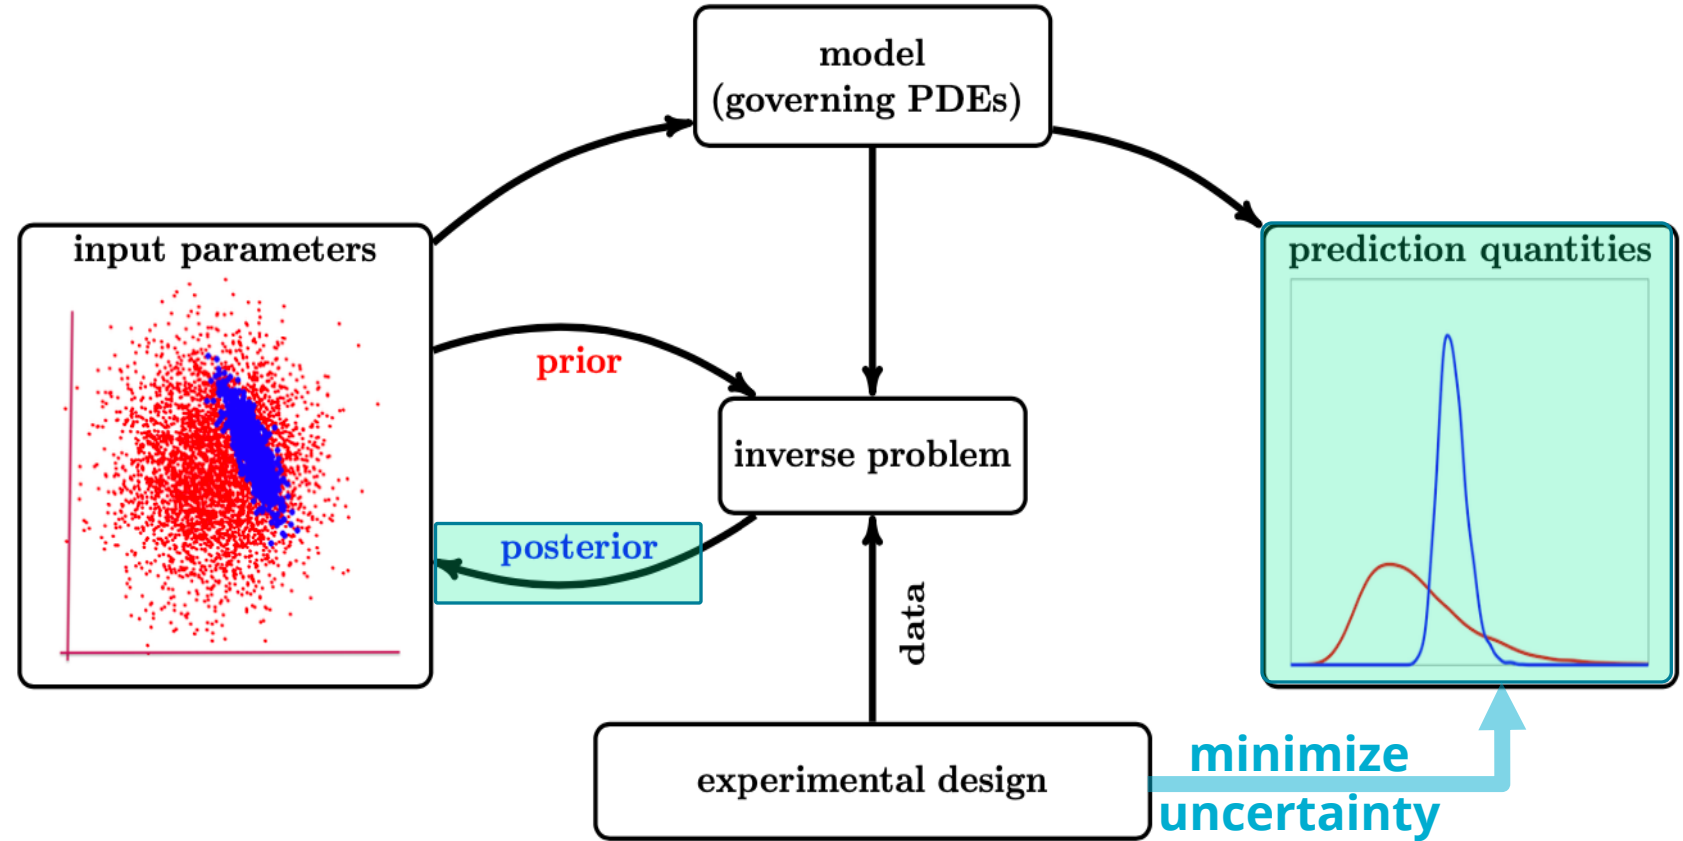 model
(governing PDEs)
input parameters
prediction quantities
prior
inverse problem
posterior
data
experimental design
minimize
uncertainty